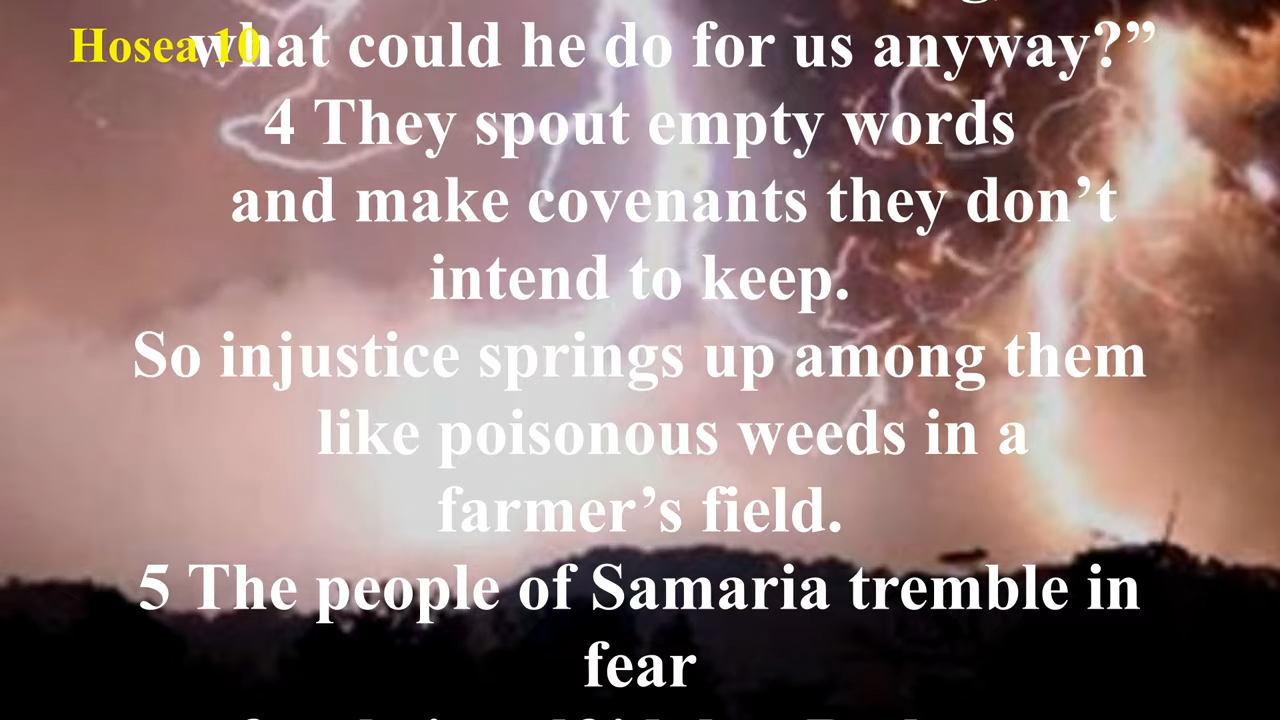 Hosea 10
what could he do for us anyway?”
4 They spout empty words
and make covenants they don’t
intend to keep.
So injustice springs up among them
like poisonous weeds in a
farmer’s field.
5 The people of Samaria tremble in
fear